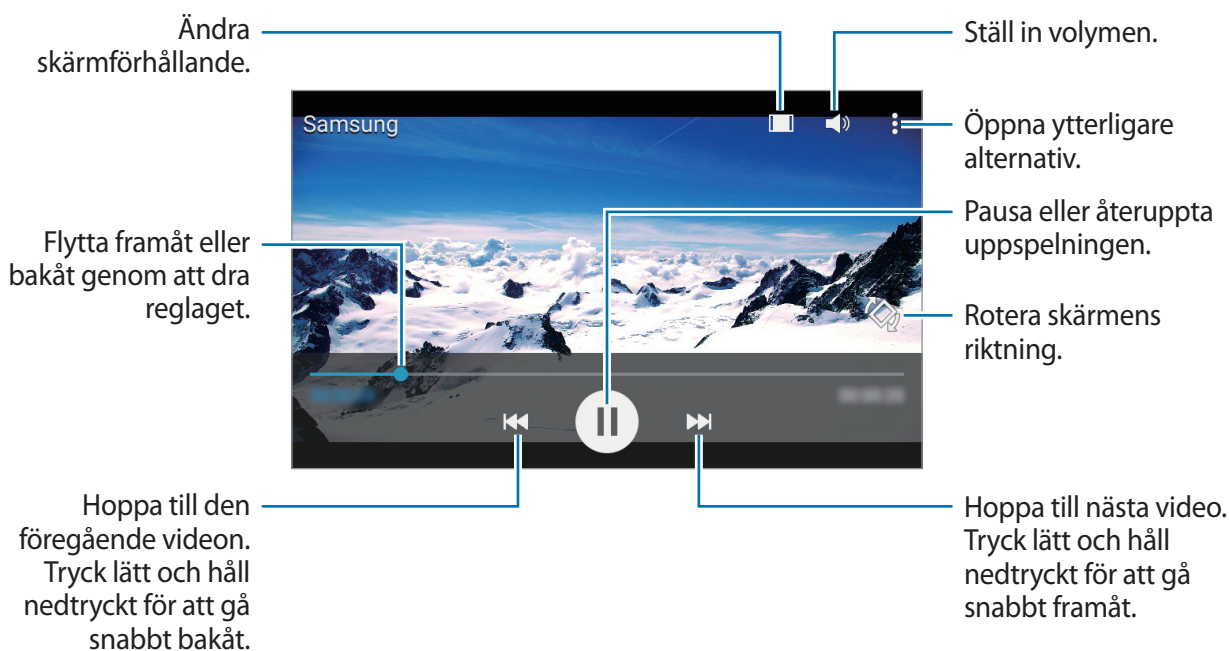 Ändra
skärmförhållande.
Ställ in volymen.
Samsung
Öppna ytterligare
alternativ.
Pausa eller återuppta
uppspelningen.
Flytta framåt eller
bakåt genom att dra
reglaget.
Rotera skärmens
riktning.
Hoppa till den
föregående videon.
Tryck lätt och håll
nedtryckt för att gå
snabbt bakåt.
Hoppa till nästa video.
Tryck lätt och håll
nedtryckt för att gå
snabbt framåt.